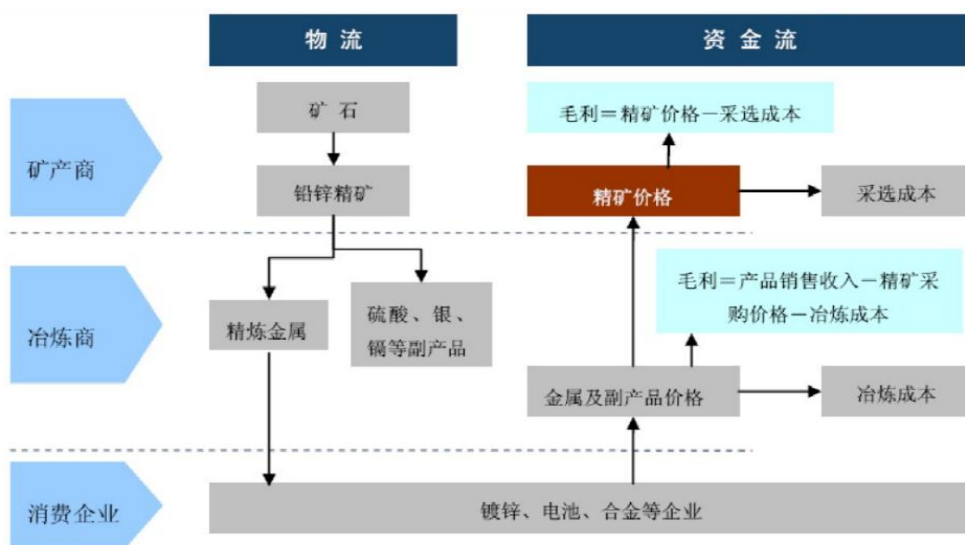 物 流
资 金 流
矿产商
矿 石
毛利=精矿价格-采选成本
铅锌精矿
精矿价格
采选成本
冶炼商
精炼金属
硫酸、银、
镉等副产品
毛利=产品销售收入-精矿采
购价格-冶炼成本
金属及副产品价格
冶炼成本
消费企业
镀锌、电池、合金等企业